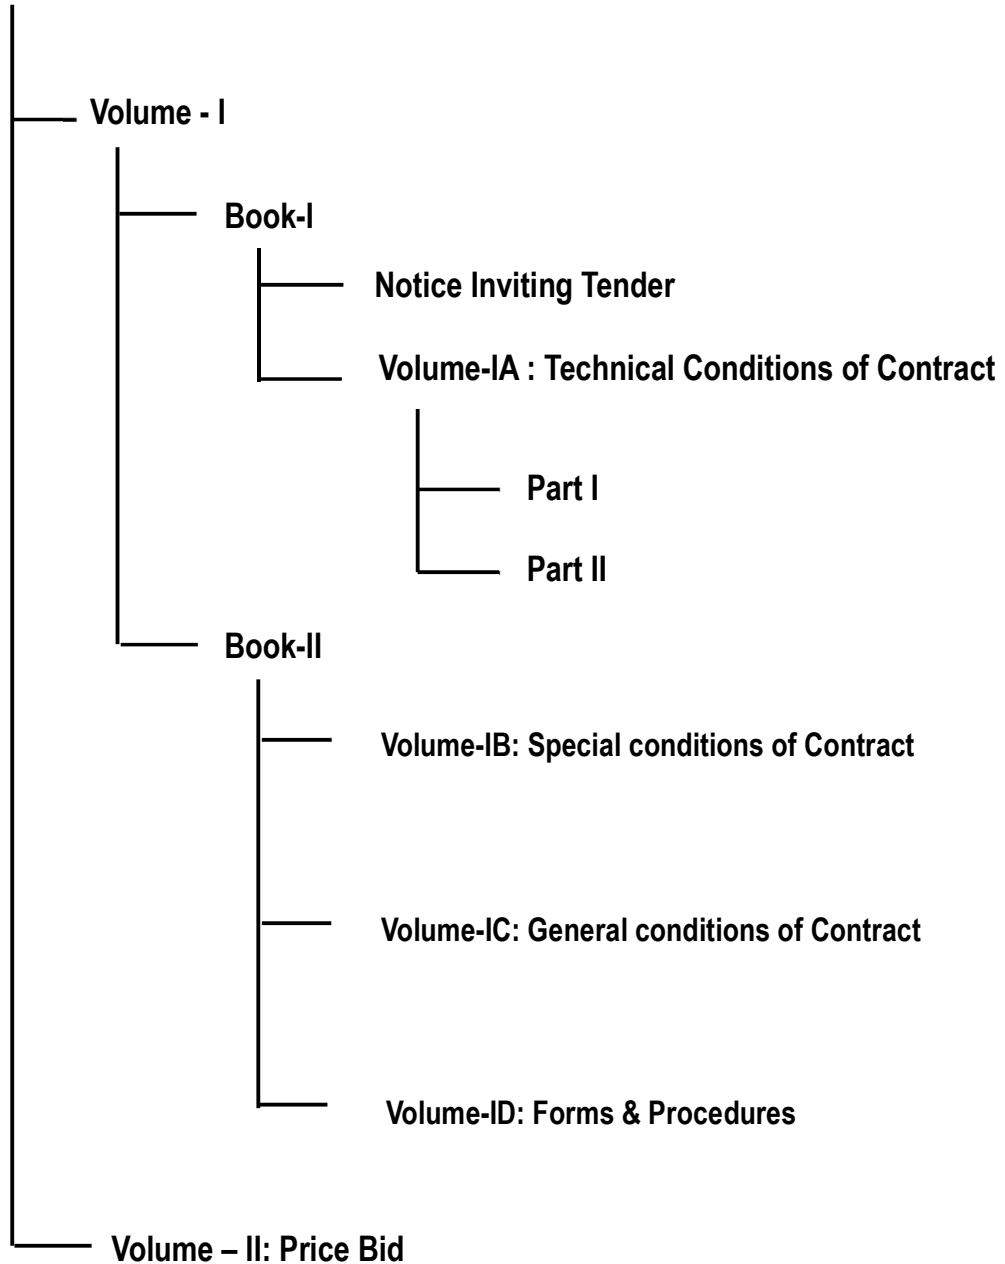 Volume - I
Book-I
Notice Inviting Tender
Volume-IA : Technical Conditions of Contract
Part I
Part II
Book-II
Volume-IB: Special conditions of Contract
Volume-IC: General conditions of Contract
Volume-ID: Forms & Procedures
Volume – II: Price Bid